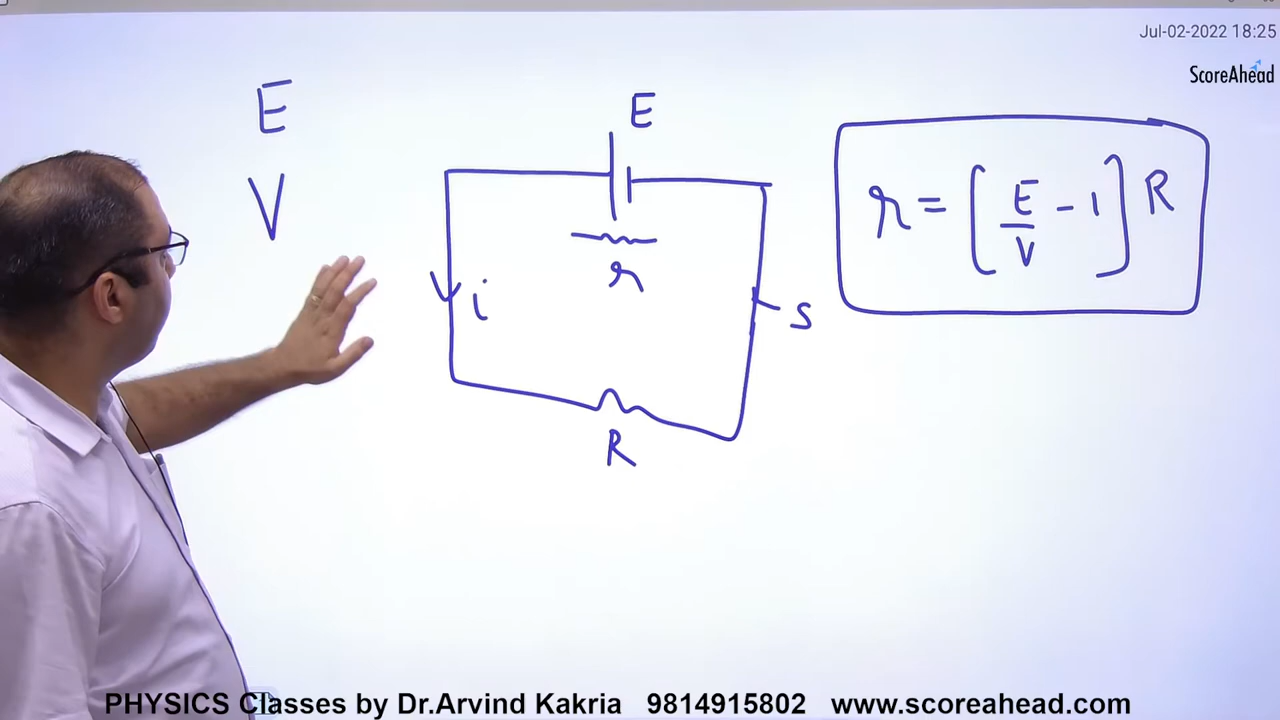 Jul-02-2022 18:25
ScoreAhead
E
V
E
r
i
s
R
r = [E/V - 1] R
PHYSICS Classes by Dr.Arvind Kakria 9814915802 www.scoreahead.com